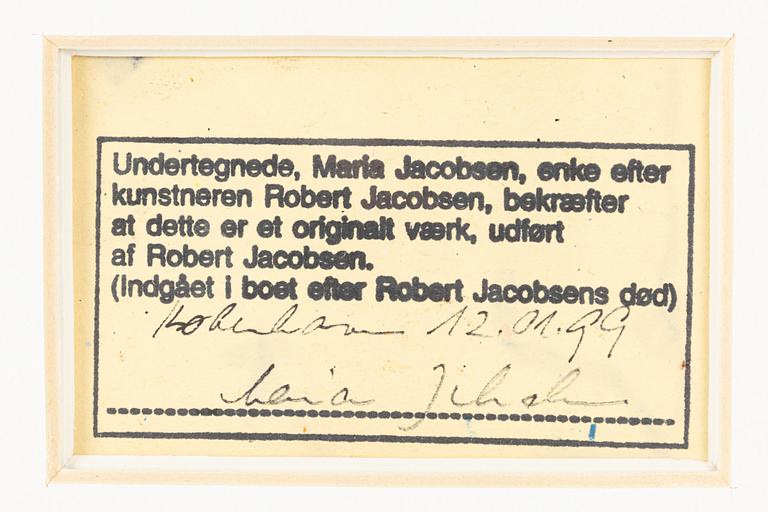 Undertegnede, Maria Jacobsen, enke efter
kunstneren Robert Jacobsen, bekræfter
at dette er et originalt værk, udført
af Robert Jacobsen.
(Indgået i boet efter Robert Jacobsens død)
København 12.01.99
Maria Jacobsen